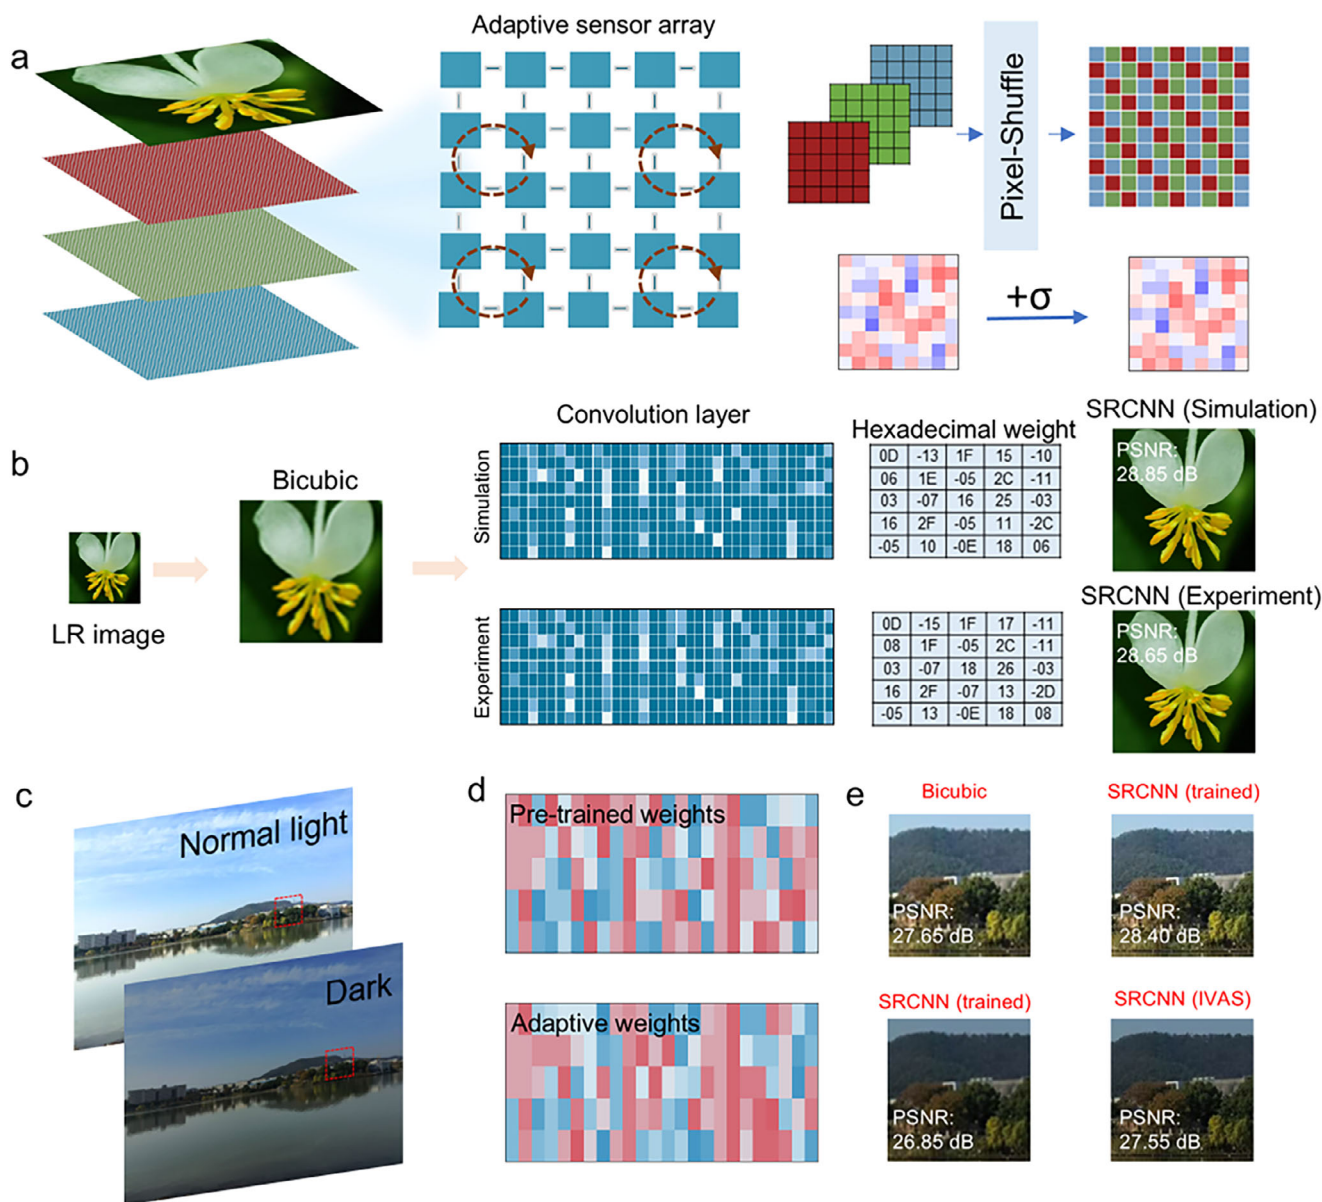 a
Adaptive sensor array
Pixel-Shuffle
+σ
b
LR image
Bicubic
Convolution layer
Simulation
Experiment
Hexadecimal weight
0D -13 1F 15 -10
06 1E -05 2C -11
03 -07 16 25 -03
16 2F -05 11 -2C
-05 10 -0E 18 06
0D -15 1F 17 -11
08 1F -05 2C -11
03 -07 18 26 -03
16 2F -07 13 -2D
-05 13 -0E 18 08
SRCNN (Simulation)
PSNR:
28.85 dB
SRCNN (Experiment)
PSNR:
28.65 dB
c
Normal light
Dark
d
Pre-trained weights
Adaptive weights
e
Bicubic
PSNR:
27.65 dB
SRCNN (trained)
PSNR:
28.40 dB
SRCNN (trained)
PSNR:
26.85 dB
SRCNN (IVAS)
PSNR:
27.55 dB